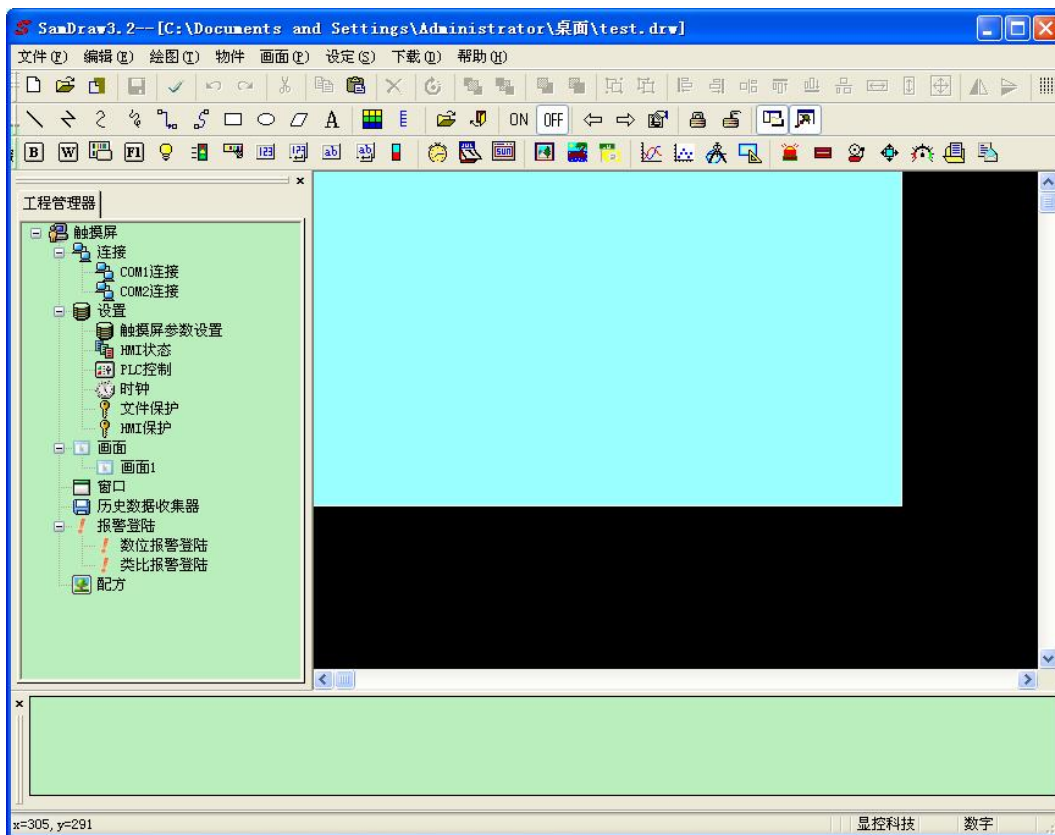 SamDraw3.2--[C:\Documents and Settings\Administrator\桌面\test.drw]
文件(F) 编辑(E) 绘图(T) 物件 画面(P) 设定(S) 下载(D) 帮助(H)
A ON OFF
B W F1 123 123 ab ab SUN
工程管理器
触摸屏
连接
COM1连接
COM2连接
设置
触摸屏参数设置
HMI状态
PLC控制
时钟
文件保护
HMI保护
画面
画面1
窗口
历史数据收集器
报警登陆
数位报警登陆
类比报警登陆
配方
x=305, y=291 显控科技 数字